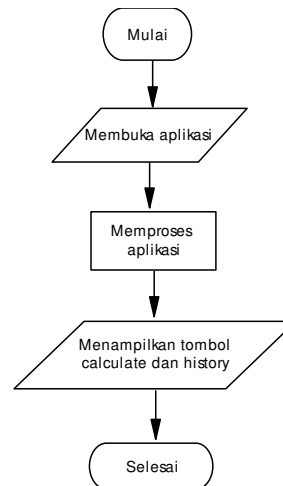 Mulai
Membuka aplikasi
Memproses
aplikasi
Menampilkan tombol
calculate dan history
Selesai